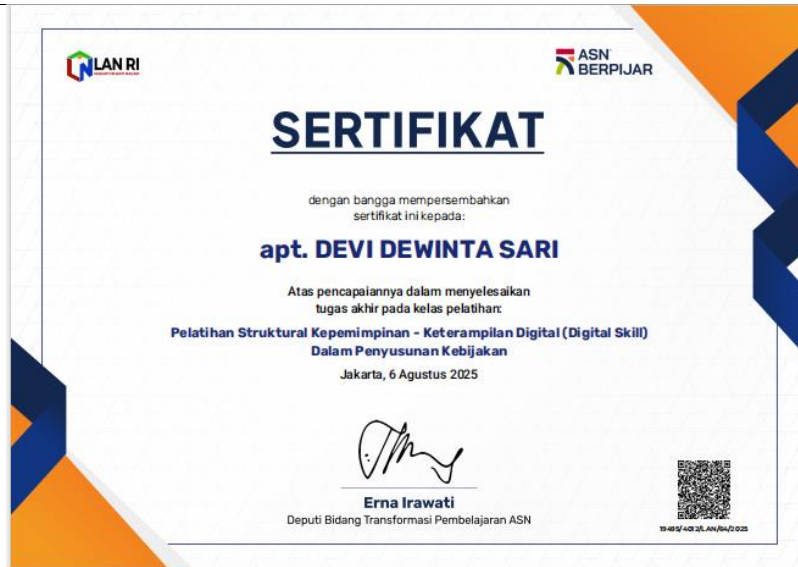 LAN RI
ASN
BERPIJAR
SERTIFIKAT
dengan bangga mempersembahkan
sertifikat ini kepada:
apt. DEVI DEWINTA SARI
Atas pencapaiannya dalam menyelesaikan
tugas akhir pada kelas pelatihan:
Pelatihan Struktural Kepemimpinan - Keterampilan Digital (Digital Skill)
Dalam Penyusunan Kebijakan
Jakarta, 6 Agustus 2025
Erna Irawati
Deputi Bidang Transformasi Pembelajaran ASN